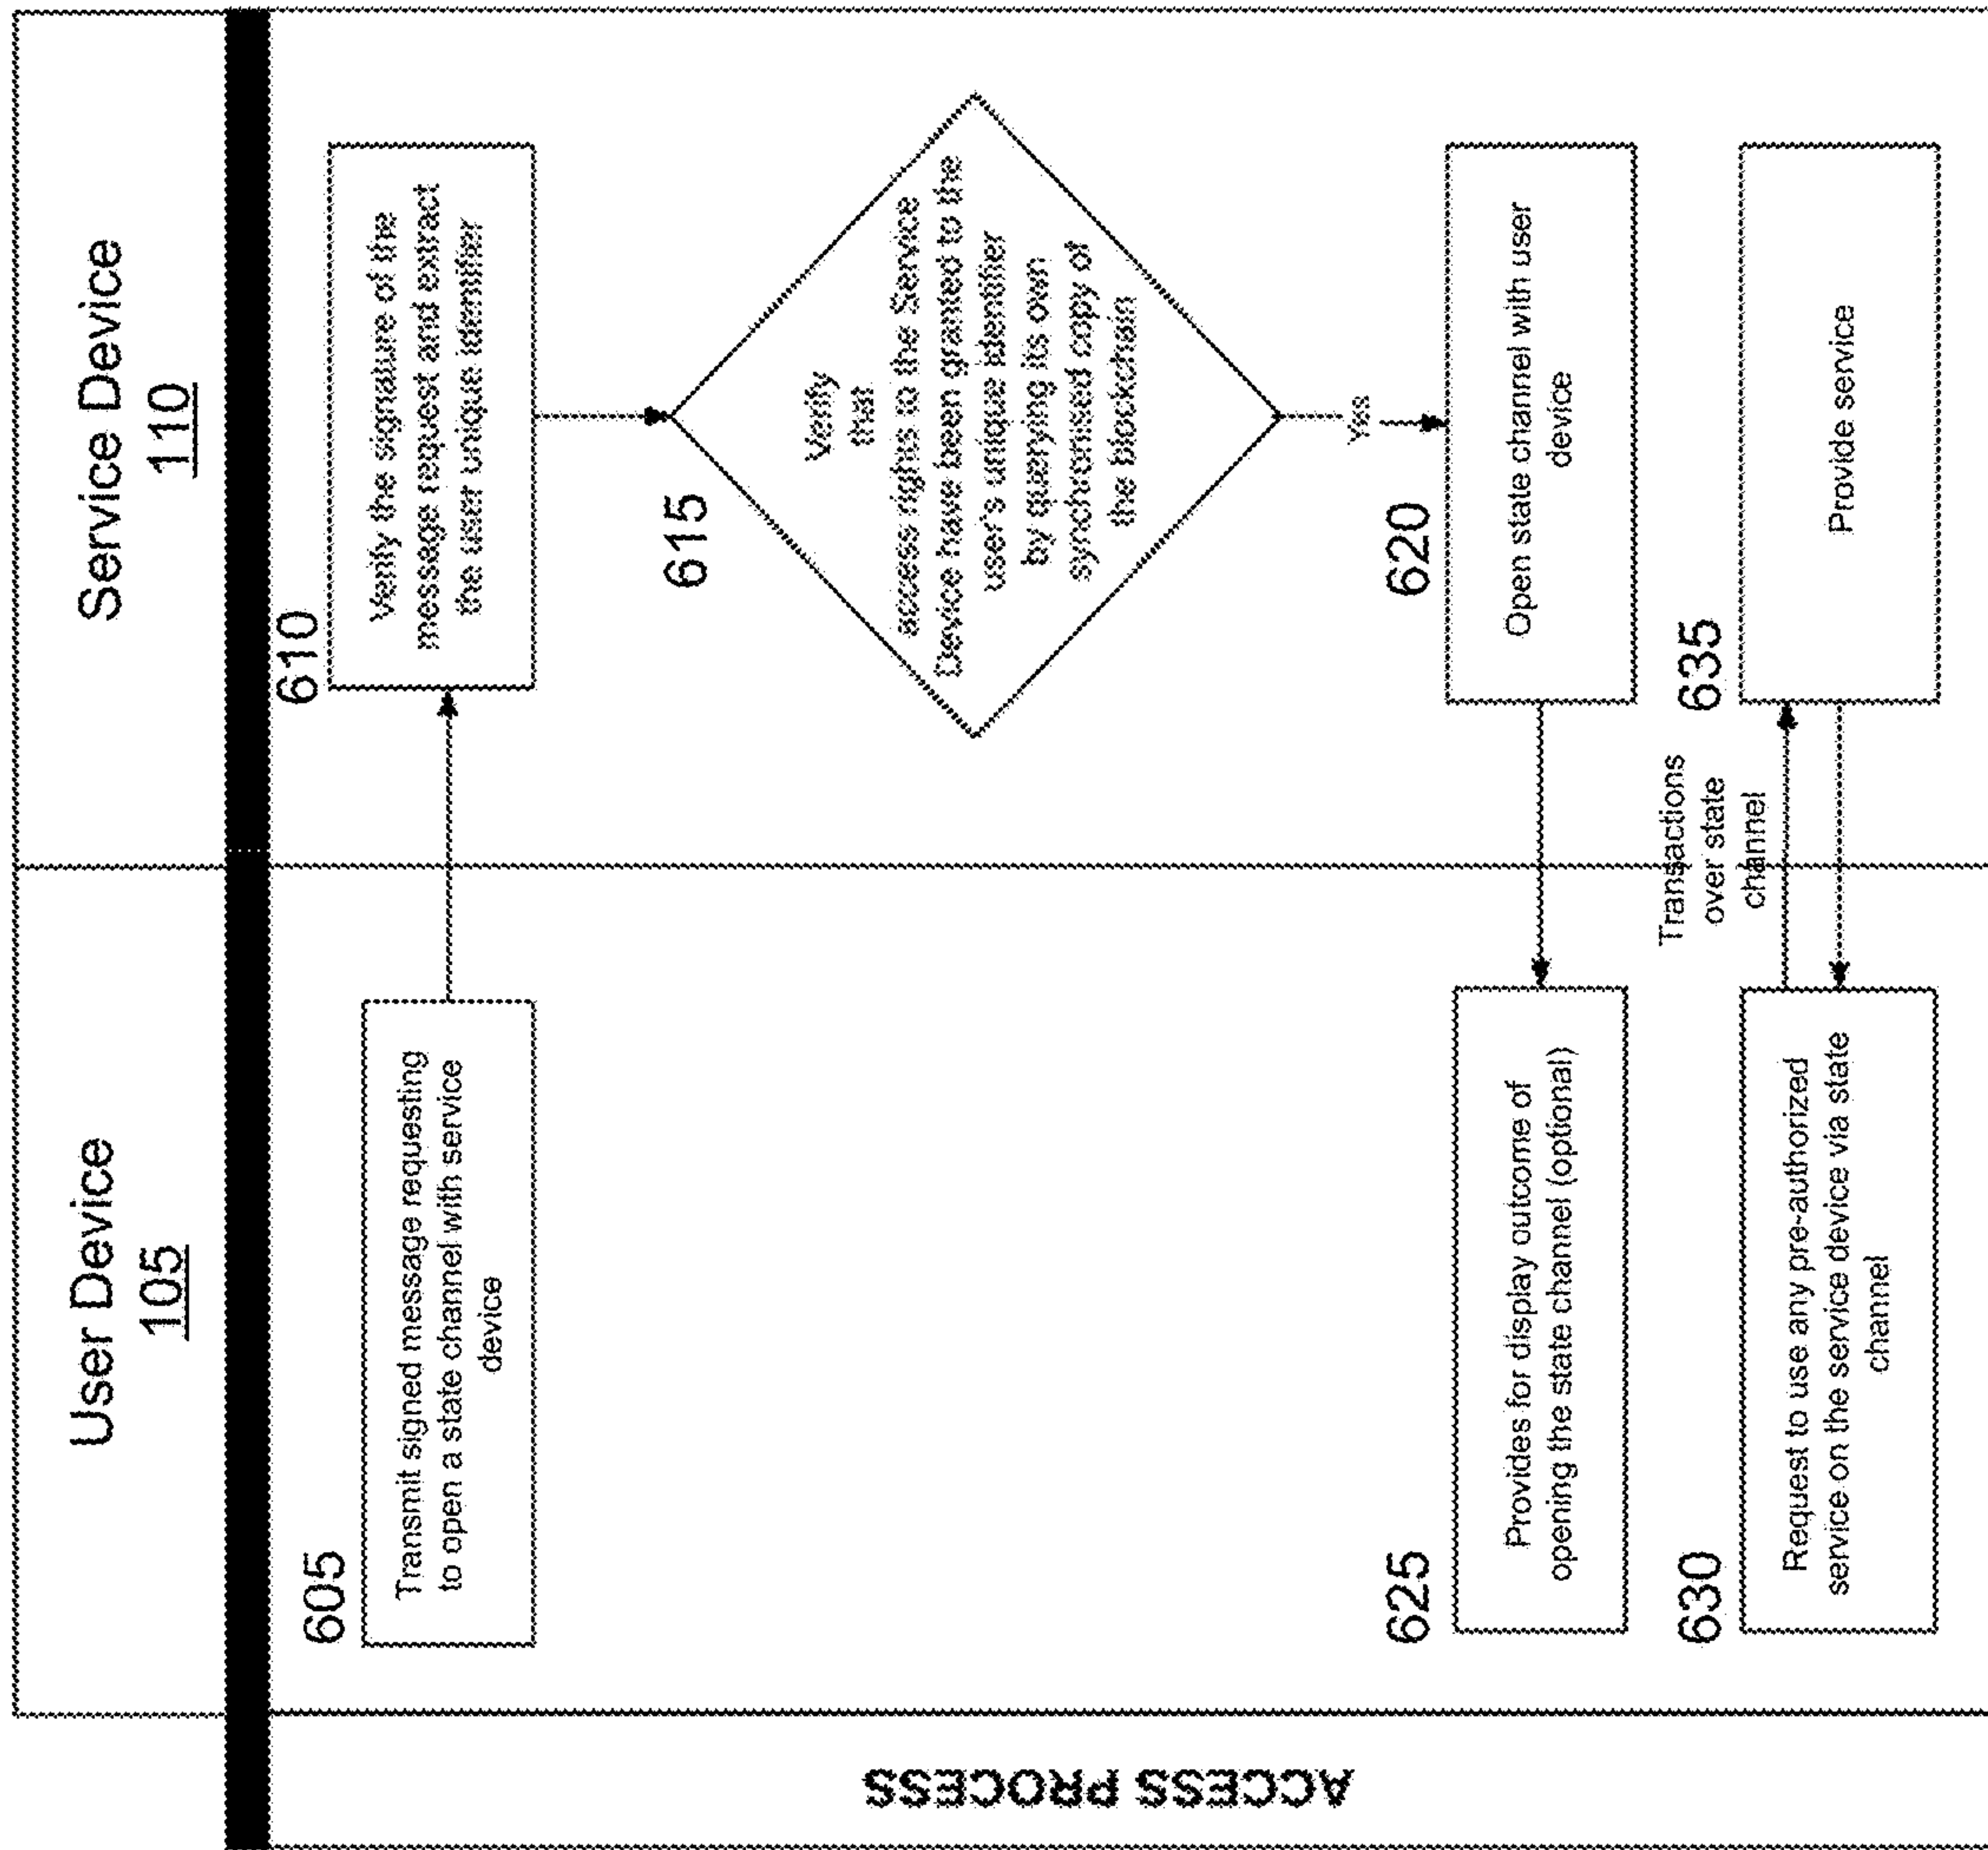 User Device
105
Service Device
110
ACCESS PROCESS
605
Transmit signed message requesting
to open a state channel with service
device
610
Verify the signature of the
message request and extract
the user unique identifier
615
Verify
that
access rights to the Service
Device have been granted to the
user's unique identifier
by querying its own
synchronised copy of
the blockchain
Yes
620
Open state channel with user
device
625
Provides for display outcome of
opening the state channel (optional)
630
Request to use any pre-authorized
service on the service device via state
channel
Transactions
over state
channel
635
Provide service